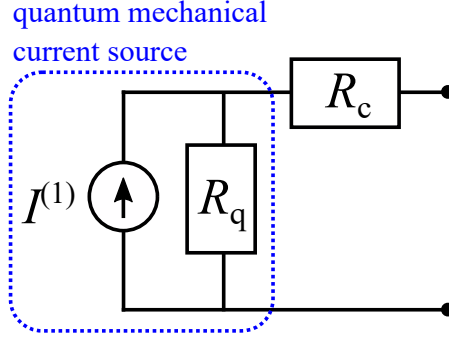 quantum mechanical
current source
R_c
I^(1)
R_q